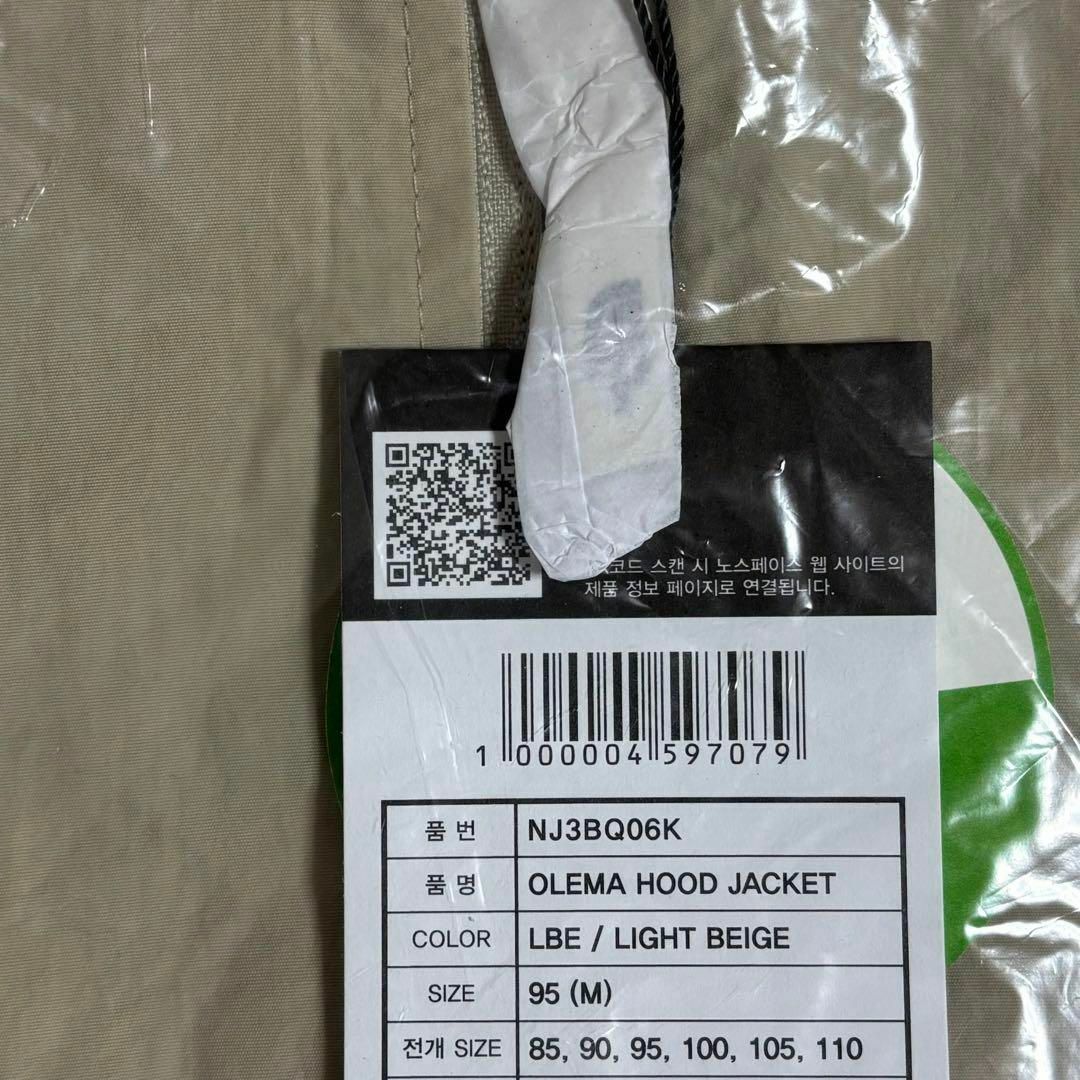 코드 스캔 시 노스페이스 웹 사이트의
제품 정보 페이지로 연결됩니다.
1 000004 597079
품 번 NJ3BQ06K
품 명 OLEMA HOOD JACKET
COLOR LBE / LIGHT BEIGE
SIZE 95 (M)
전개 SIZE 85, 90, 95, 100, 105, 110